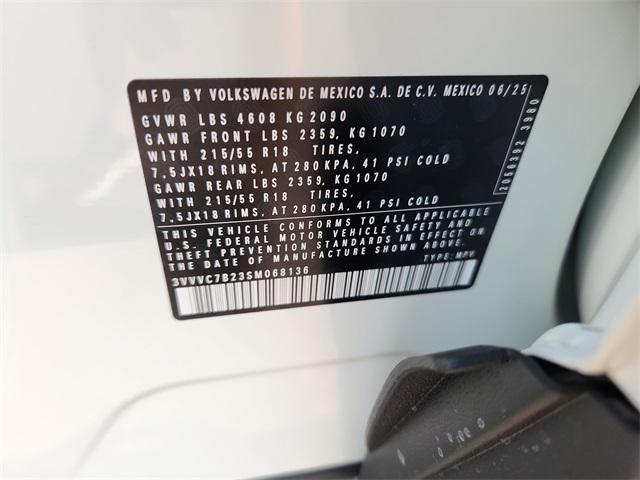 MFD BY VOLKSWAGEN DE MEXICO S.A. DE C.V. MEXICO 06/25
GVWR LBS 4608 KG 2090
GAWR FRONT LBS 2359, KG1070
WITH 215/55 R18 TIRES,
7.5JX18 RIMS, AT 280 KPA, 41 PSI COLD
GAWR REAR LBS 2359, KG1070
WITH 215/55 R18 TIRES,
7.5JX18 RIMS, AT 280 KPA, 41 PSI COLD
THIS VEHICLE CONFORMS TO ALL APPLICABLE
U.S. FEDERAL MOTOR VEHICLE SAFETY AND
THEFT PREVENTION STANDARDS IN EFFECT ON
THE DATE OF MANUFACTURE SHOWN ABOVE.
3VVVC7B23SM068136 TYPE: MPV
3980